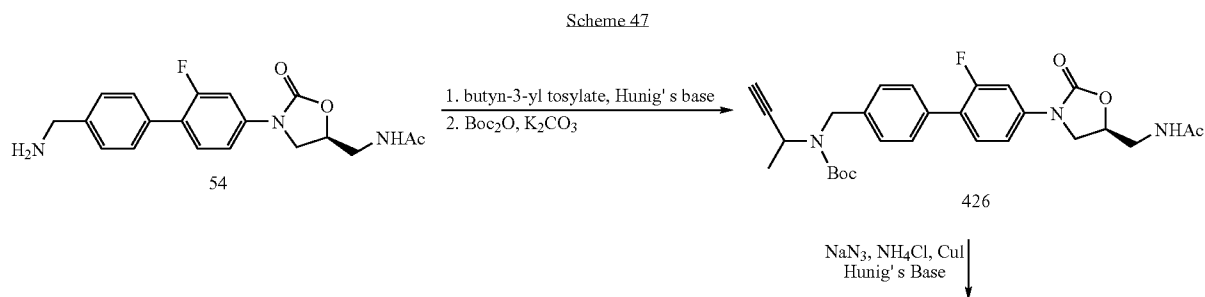 Scheme 47
F
O
O
N
NHAc
H₂N
54
1. butyn-3-yl tosylate, Hunig's base
2. Boc₂O, K₂CO₃
F
O
O
N
NHAc
N
Boc
426
NaN₃, NH₄Cl, CuI
Hunig's Base